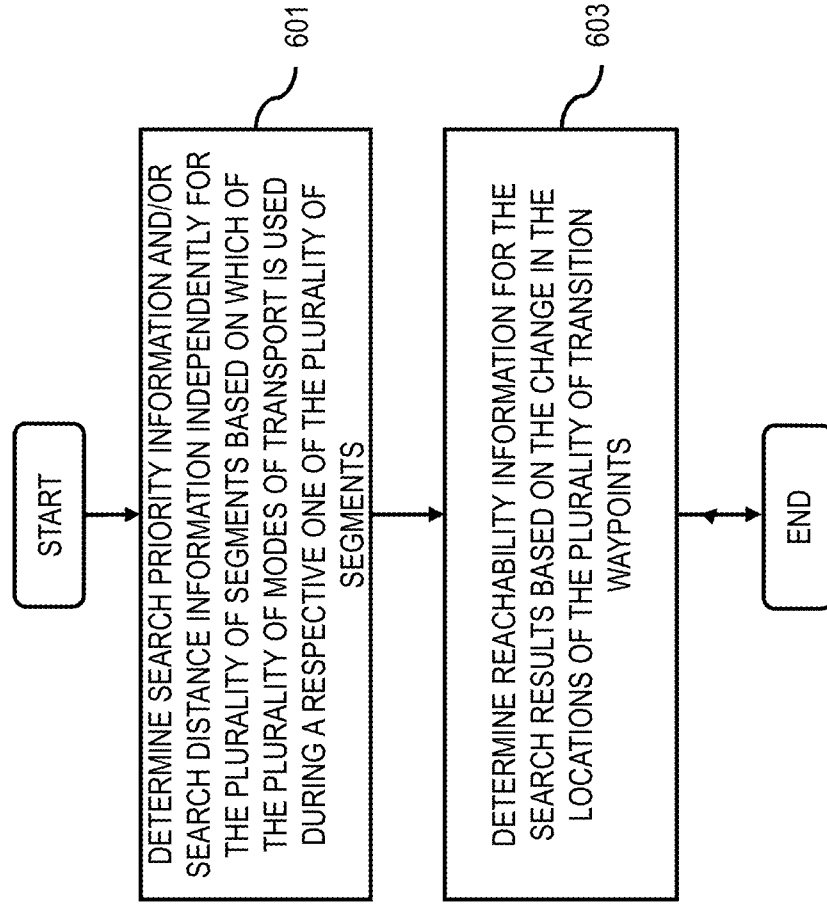 START
DETERMINE SEARCH PRIORITY INFORMATION AND/OR
SEARCH DISTANCE INFORMATION INDEPENDENTLY FOR
THE PLURALITY OF SEGMENTS BASED ON WHICH OF
THE PLURALITY OF MODES OF TRANSPORT IS USED
DURING A RESPECTIVE ONE OF THE PLURALITY OF
SEGMENTS
601
DETERMINE REACHABILITY INFORMATION FOR THE
SEARCH RESULTS BASED ON THE CHANGE IN THE
LOCATIONS OF THE PLURALITY OF TRANSITION
WAYPOINTS
603
END